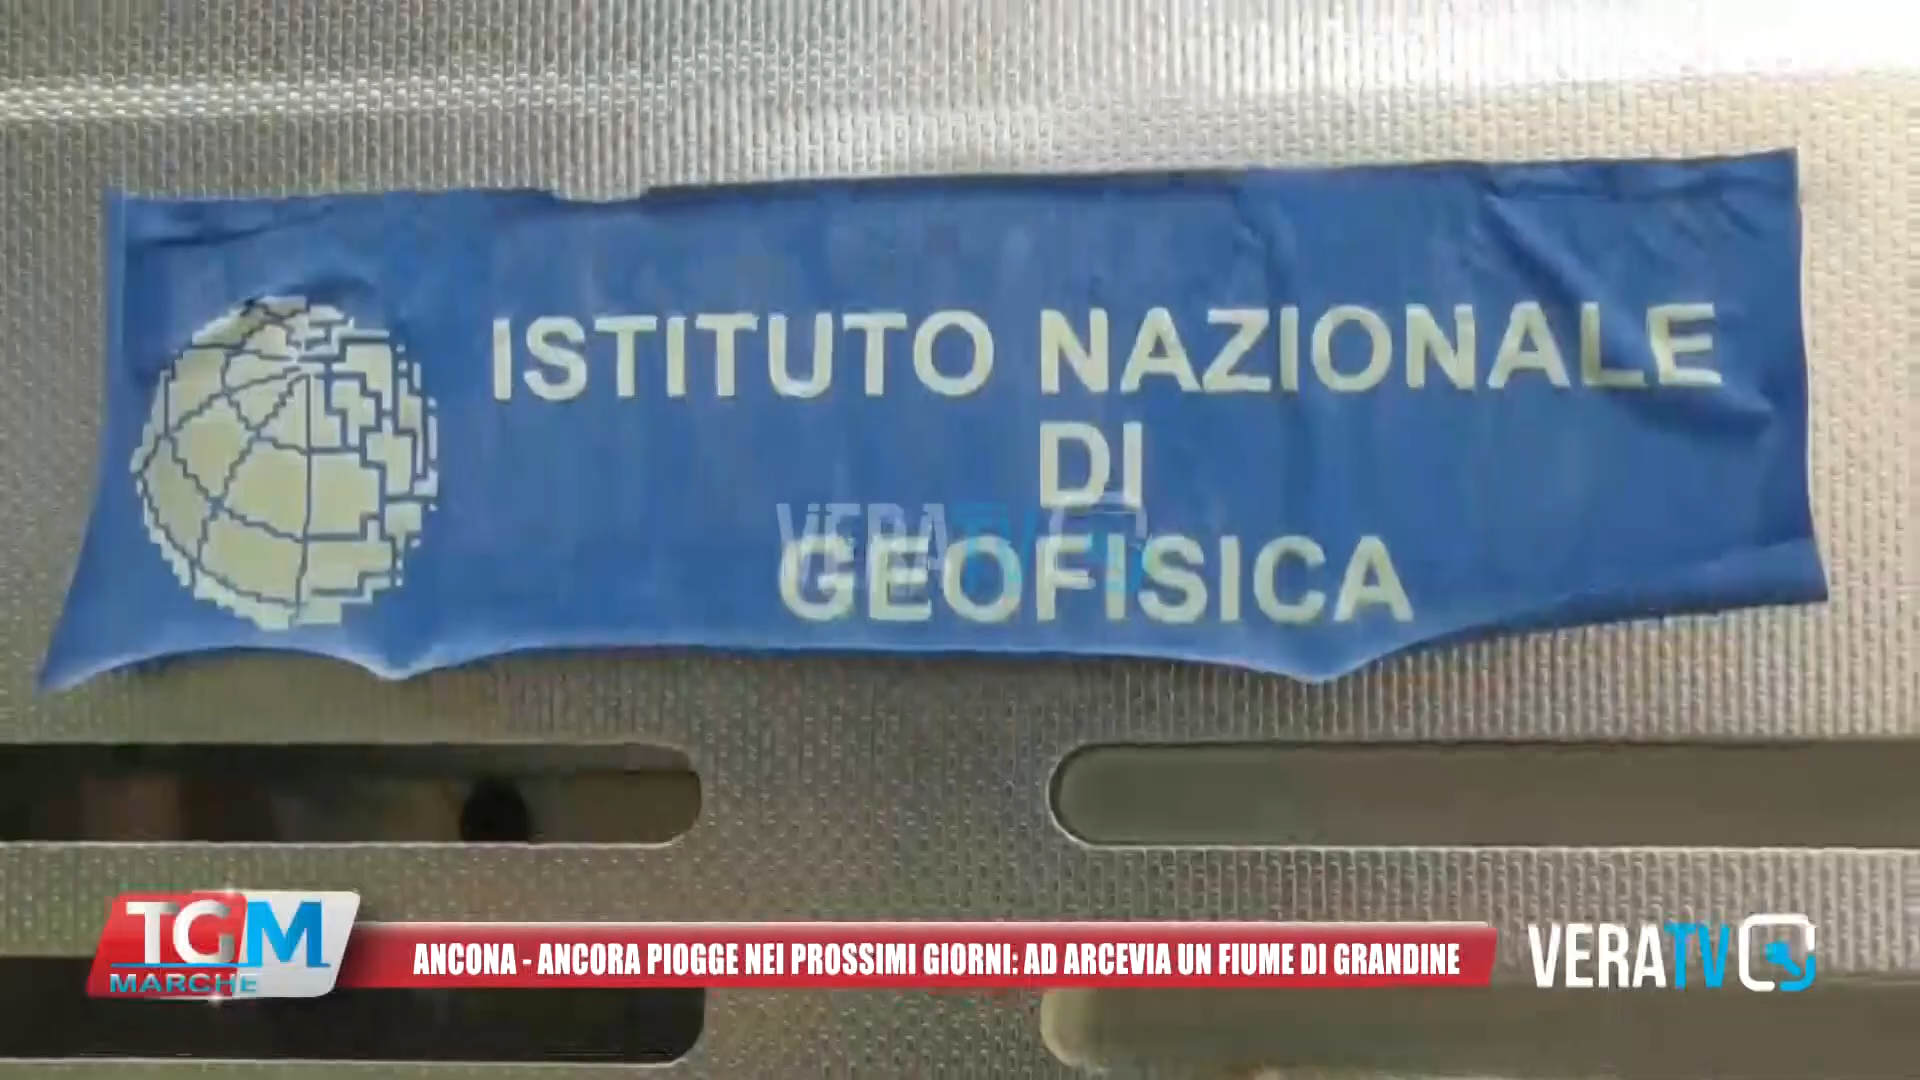 ISTITUTO NAZIONALE
DI
GEOFISICA
VERATV
TGM
MARCHE
ANCONA - ANCORA PIOGGE NEI PROSSIMI GIORNI: AD ARCEVIA UN FIUME DI GRANDINE
VERATV